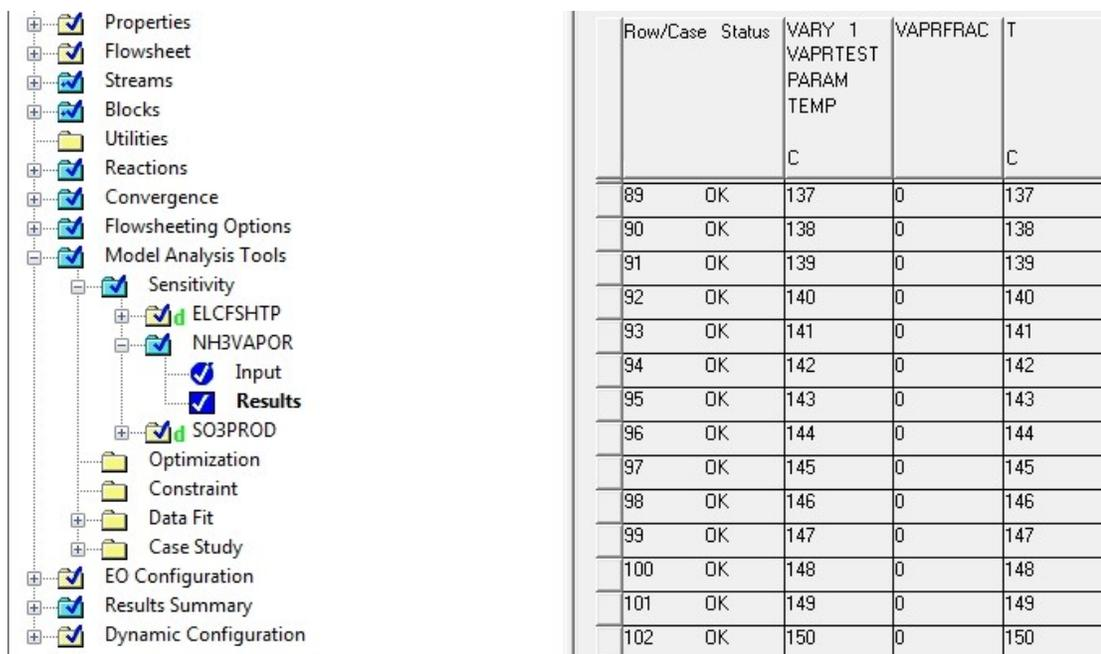 Properties
Flowsheet
Streams
Blocks
Utilities
Reactions
Convergence
Flowsheeting Options
Model Analysis Tools
Sensitivity
d ELCFSHTP
NH3VAPOR
Input
Results
d SO3PROD
Optimization
Constraint
Data Fit
Case Study
EO Configuration
Results Summary
Dynamic Configuration
Row/Case Status VARY 1 VAPRFRAC T
VAPRTEST
PARAM
TEMP
C C
89 OK 137 0 137
90 OK 138 0 138
91 OK 139 0 139
92 OK 140 0 140
93 OK 141 0 141
94 OK 142 0 142
95 OK 143 0 143
96 OK 144 0 144
97 OK 145 0 145
98 OK 146 0 146
99 OK 147 0 147
100 OK 148 0 148
101 OK 149 0 149
102 OK 150 0 150